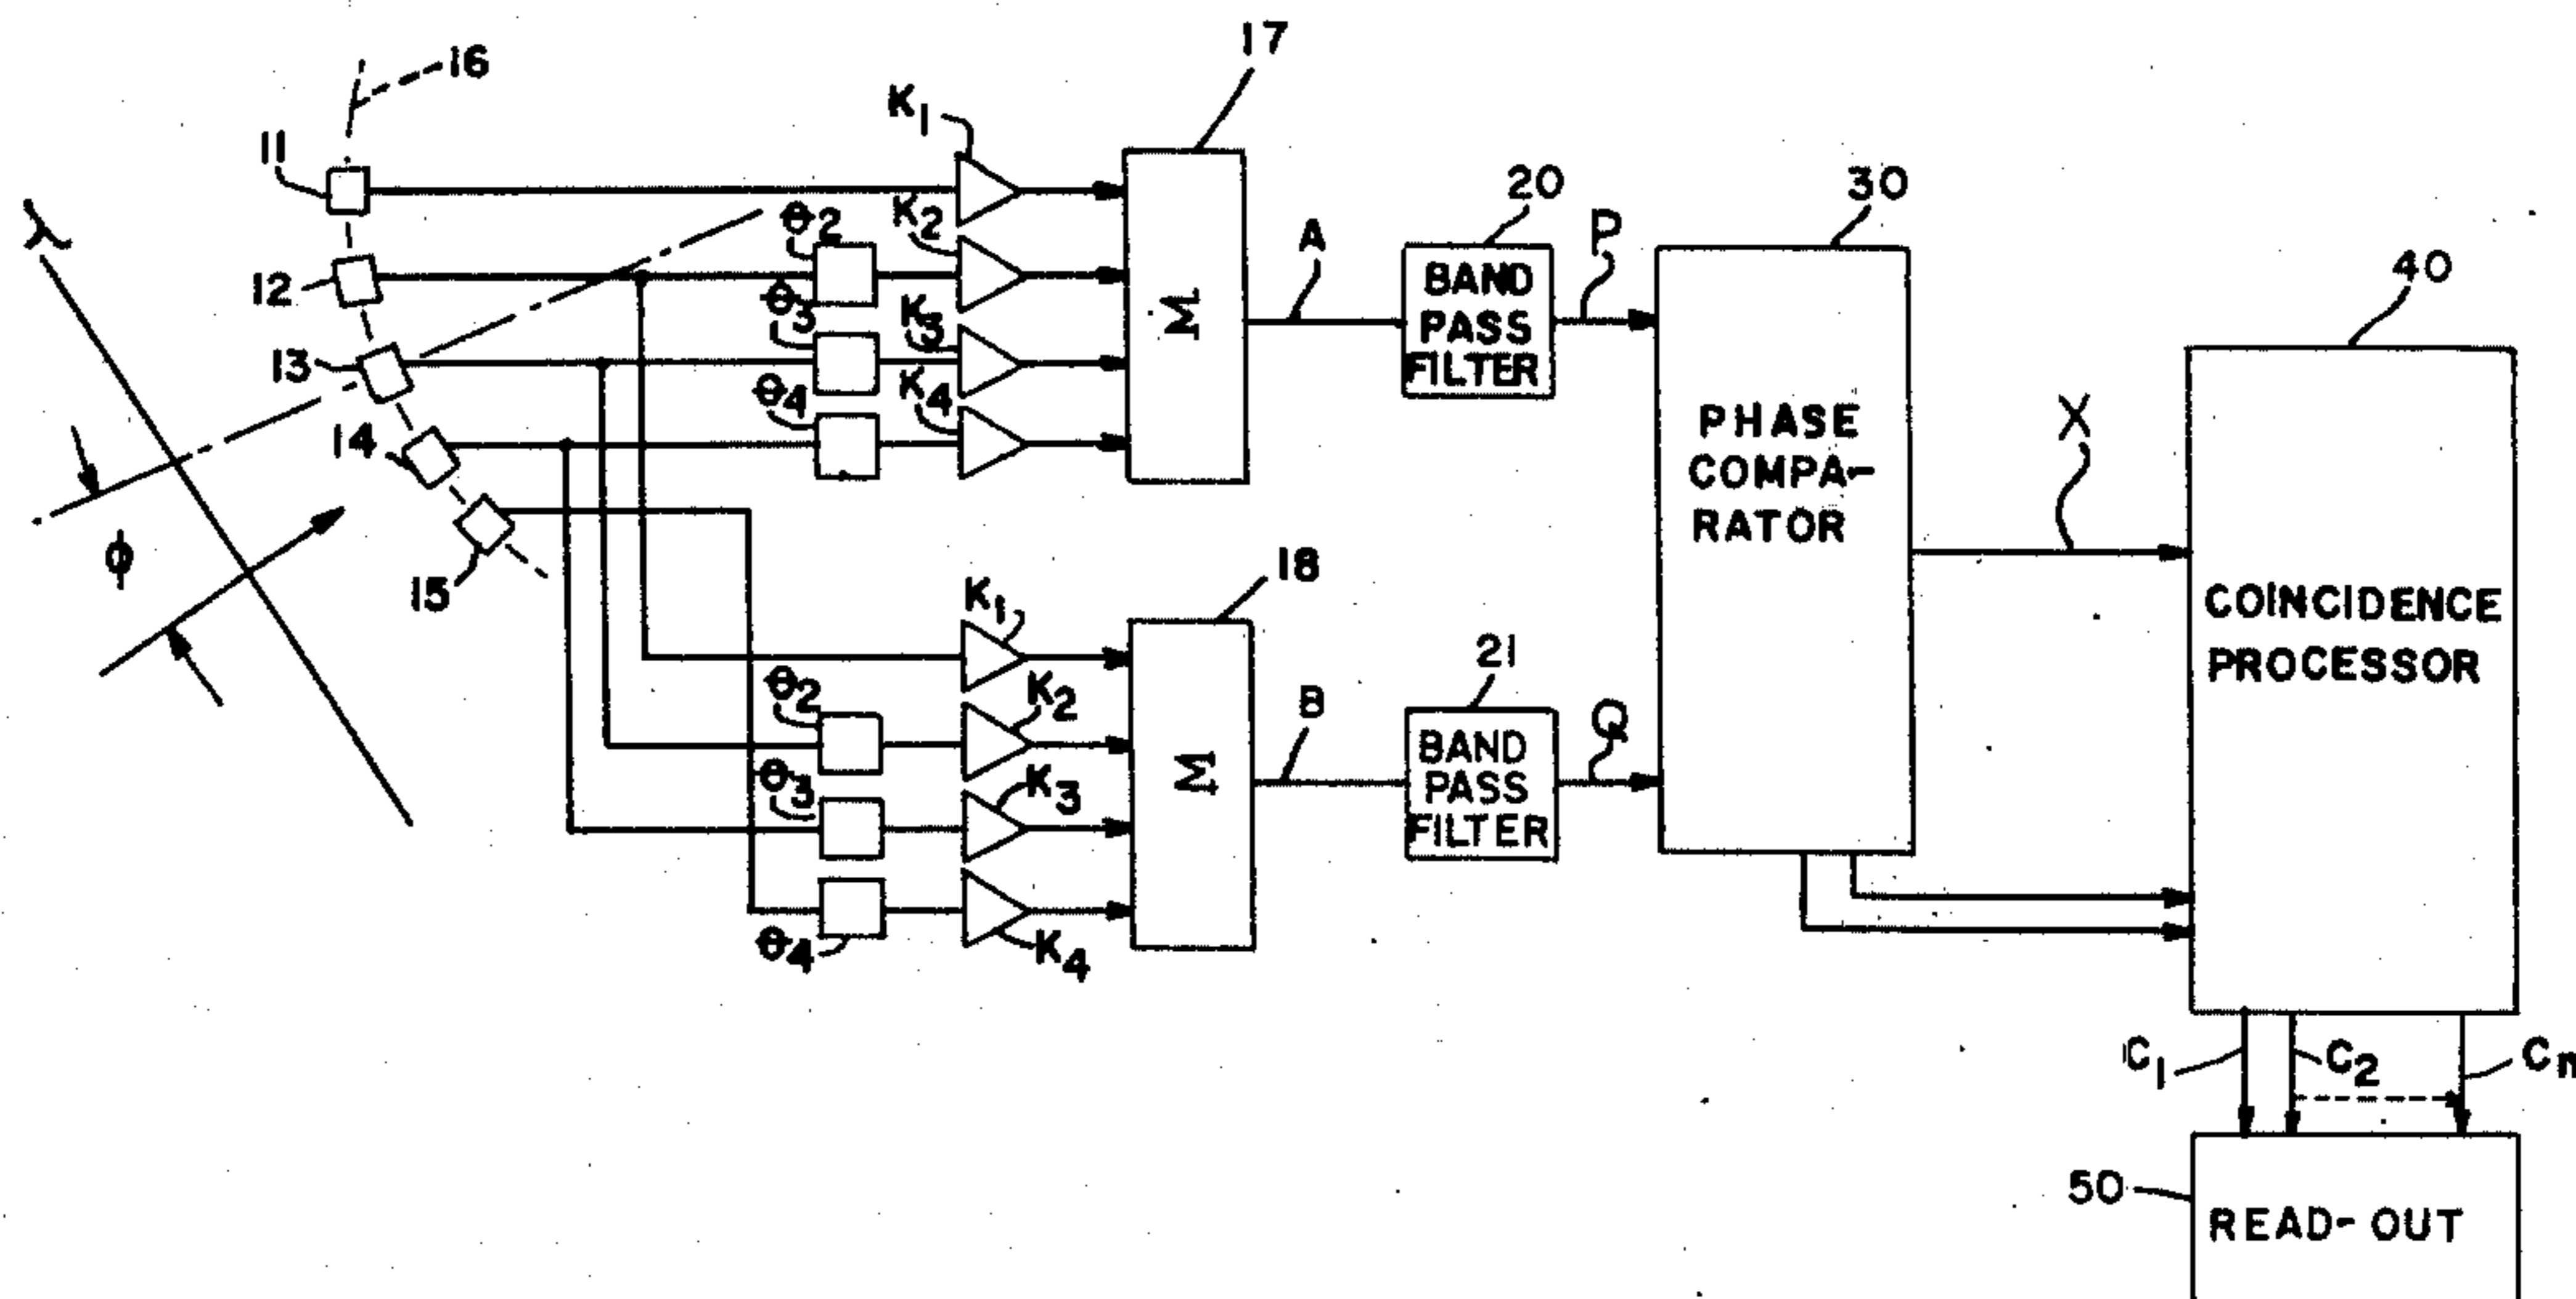 17
16
K1
11
20
30
λ
θ2
K2
A
P
40
12
BAND
PASS
FILTER
θ3
K3
13
X
θ4
K4
PHASE
COMPA-
RATOR
Σ
14
φ
15
18
K1
COINCIDENCE
PROCESSOR
21
θ2
K2
B
Q
BAND
PASS
FILTER
θ3
K3
Σ
θ4
K4
C1
C2
Cn
50
READ-OUT